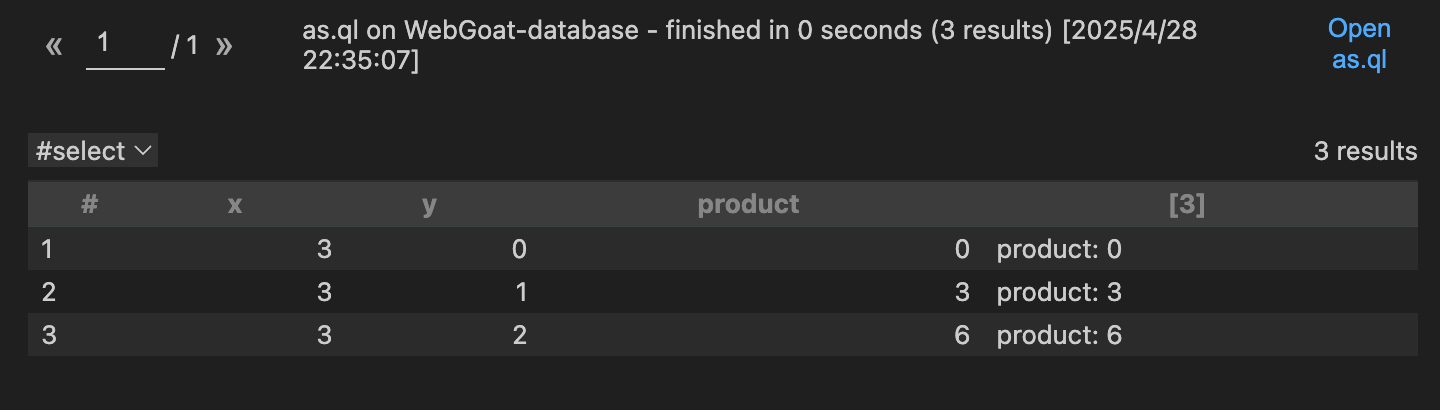 « 1 / 1 » as.ql on WebGoat-database - finished in 0 seconds (3 results) [2025/4/28 Open
22:35:07] as.ql
#select 3 results
# x y product [3]
1 3 0 0 product: 0
2 3 1 3 product: 3
3 3 2 6 product: 6